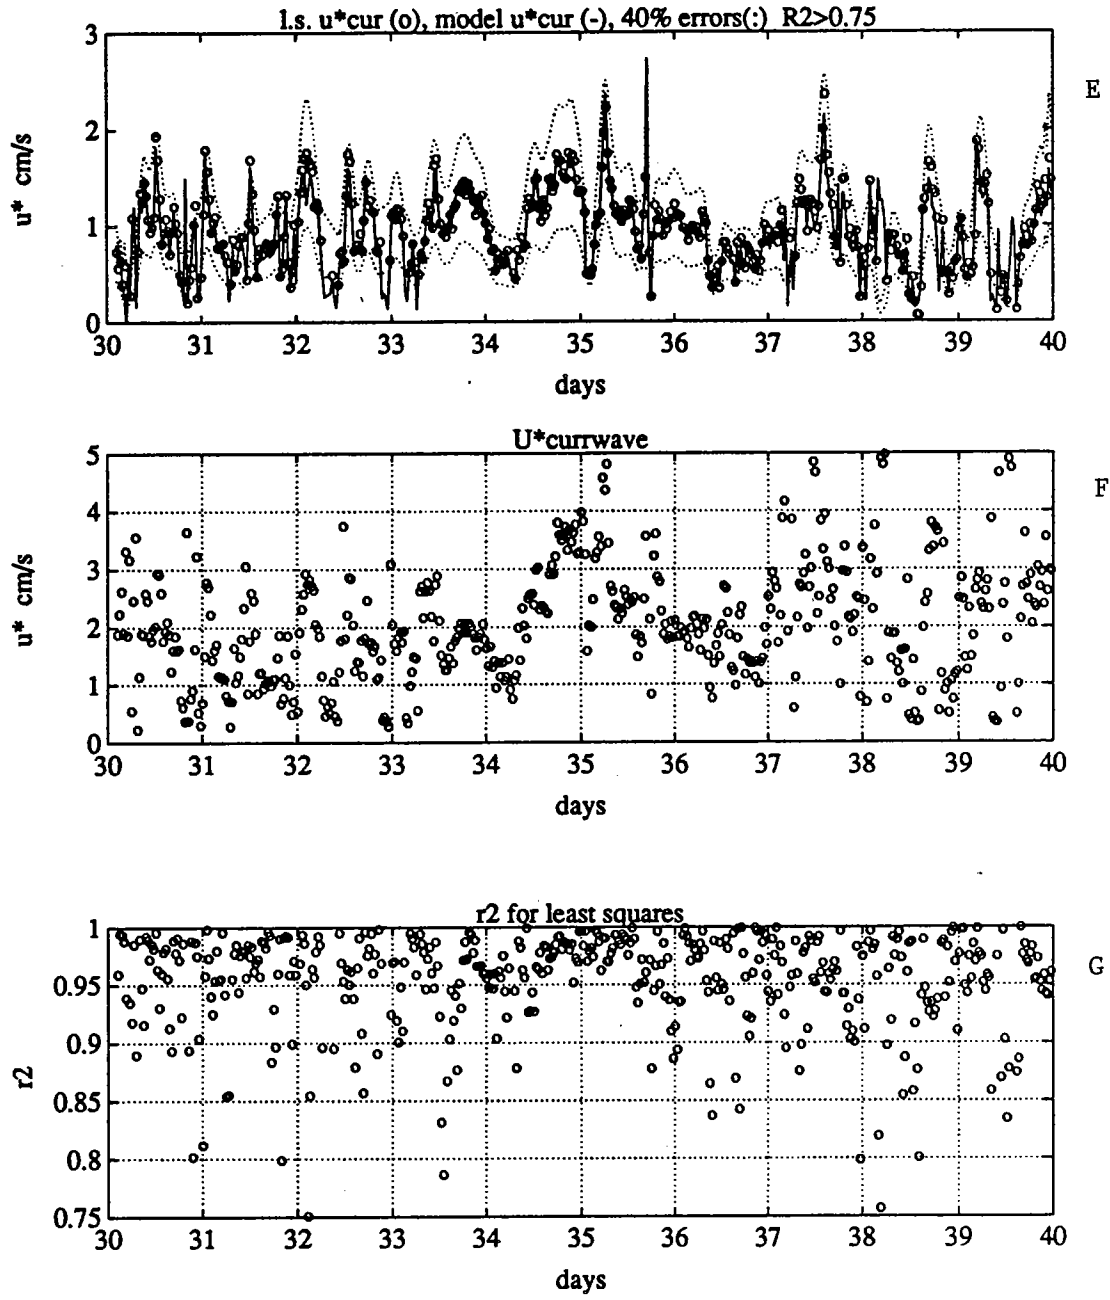 l.s. u*cur (o), model u*cur (-), 40% errors(:) R2>0.75
3
2
1
0
u* cm/s
E
30 31 32 33 34 35 36 37 38 39 40
days
U*currwave
5
4
3
2
1
0
u* cm/s
F
30 31 32 33 34 35 36 37 38 39 40
days
r2 for least squares
1
0.95
0.9
0.85
0.8
0.75
r2
G
30 31 32 33 34 35 36 37 38 39 40
days